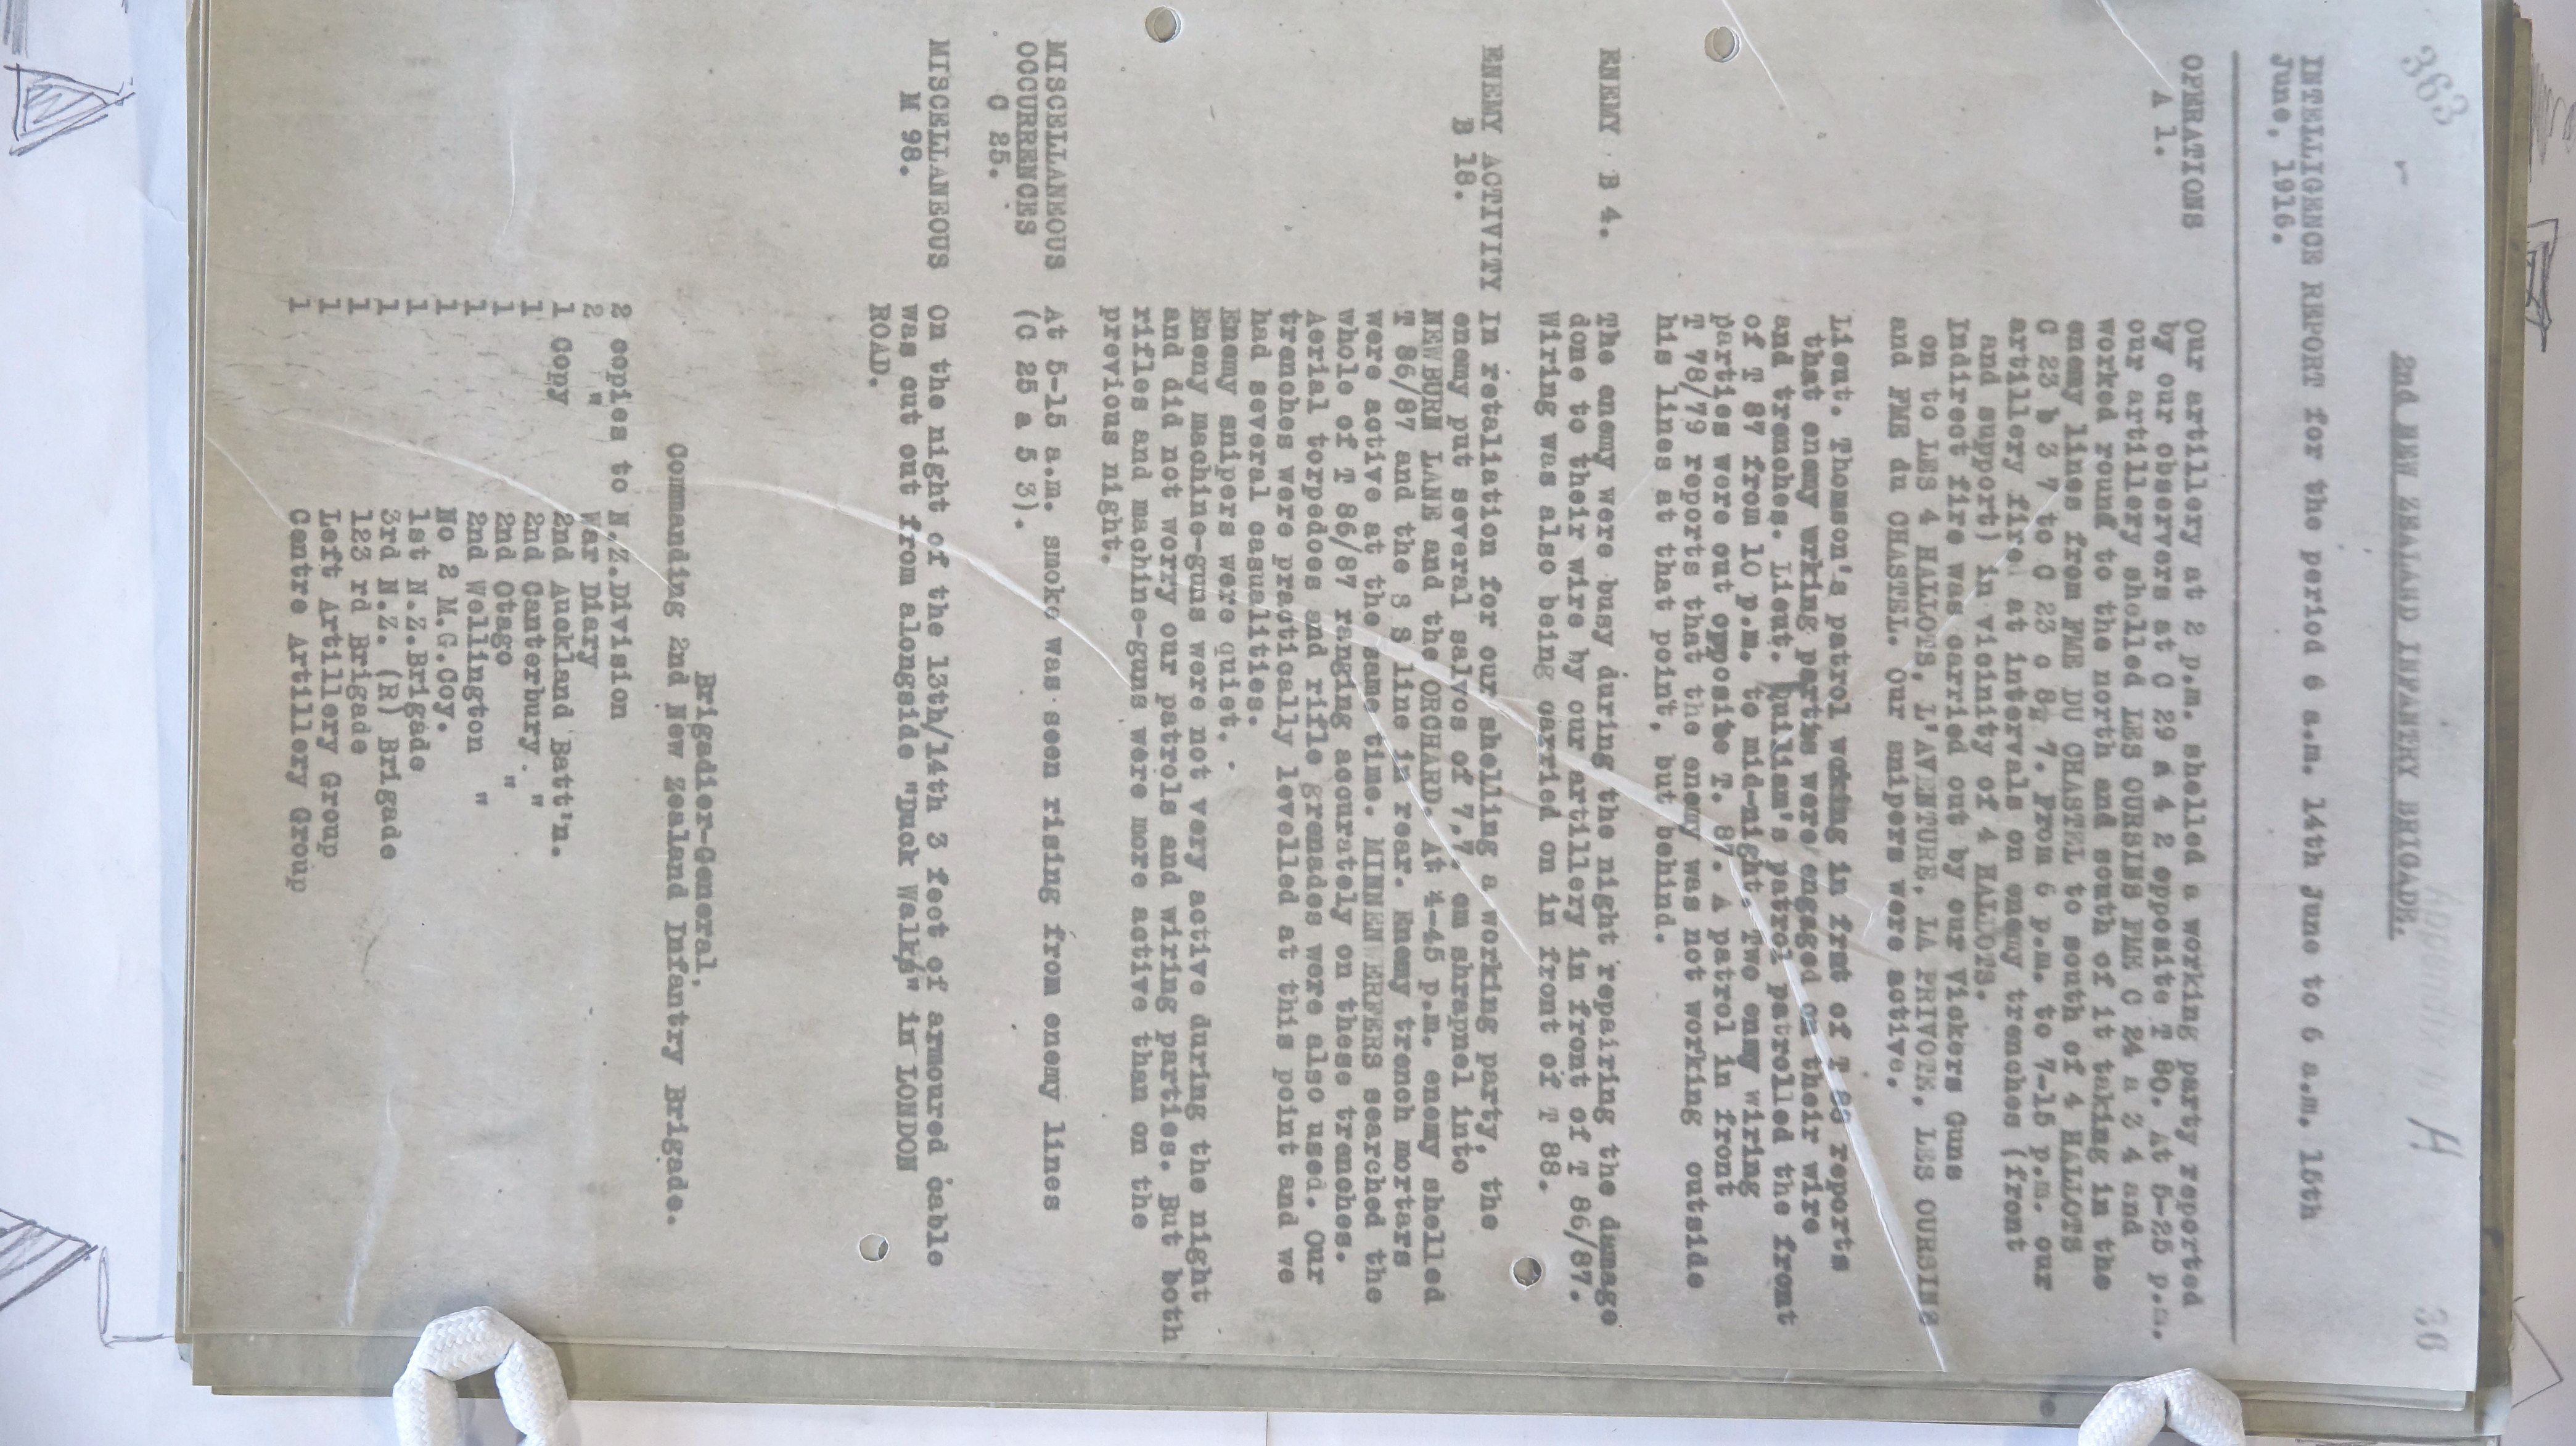 363
Appendix No A
36
2nd NEW ZEALAND INFANTRY BRIGADE.
INTELLIGENCE REPORT for the period 6 a.m. 14th June to 6 a.m. 15th
June, 1916.
OPERATIONS
A 1.
Our artillery at 2 p.m. shelled a working party reported
by our observers at C 29 a 4 2 opposite T 80. At 5-25 p.m.
our artillery shelled LES OURSINS FME C 24 a 3 4 and
worked round to the north and south of it taking in the
enemy lines from FME DU CHASTEL to south of 4 HALLOTS
C 23 b 3 7 to C 23 c 8 7. From 6 p.m. to 7-15 p.m. our
artillery fire at intervals on enemy trenches (front
and support) in vicinity of 4 HALLOTS.
Indirect fire was carried out by our Vickers Guns
on to LES 4 HALLOTS, L'AVENTURE, LA PRIVOTE, LES OURSINS
and FME du CHASTEL. Our snipers were active.
Lieut. Thomson's patrol woking in frnt of T reports
that enemy wrking partis were engaged on their wire
and trenches. Lieut. Quiliam's patrol patrolled the front
of T 87 from 10 p.m. to mid-night. Two enmy wiring
parties were out opposite T. 87. A patrol in front
T 78/79 reports that the enemy was not working outside
his lines at that point, but behind.
ENEMY B 4.
The enemy were busy during the night repairing the damage
done to their wire by our artillery in front of T 86/87.
Wiring was also being carried on in front of T 88.
ENEMY ACTIVITY
B 18.
In retaliation for our shelling a working party, the
enemy put several salvos of 7.7. cm shrapnel into
NEWBURN LANE and the ORCHARD. At 4-45 p.m. enemy shelled
T 86/87 and the S S line in rear. Enemy trench mortars
were active at the same time. MINNEN ERFERS searched the
whole of T 86/87 ranging accurately on these trenches.
Aerial torpedoes and rifle grenades were also used. Our
trenches were practically levelled at this point and we
had several casualities.
Enemy snipers were quiet.
Enemy machine-guns were not very active during the night
and did not worry our patrols and wiring parties. But both
rifles and machine-guns were more active than on the
previous night.
MISCELLANEOUS
OCCURRENCES
C 25.
At 5-15 a.m. smoke was seen rising from enemy lines
(C 25 a 5 3).
MISCELLANEOUS
M 98.
On the night of the 13th/14th 3 feet of armoured cable
was cut out from alongside "Duck Walks" in LONDON
ROAD.
Brigadier-General,
Commanding 2nd New Zealand Infantry Brigade.
2 copies to N.Z.Division
2 " War Diary
1 Copy 2nd Auckland Batt'n.
1 2nd Canterbury. "
1 2nd Otago "
1 2nd Wellington "
1 No 2 M.G.Coy.
1 1st N.Z.Brigade
1 3rd N.Z. (R) Brigade
1 123 rd Brigade
1 Left Artillery Group
1 Centre Artillery Group